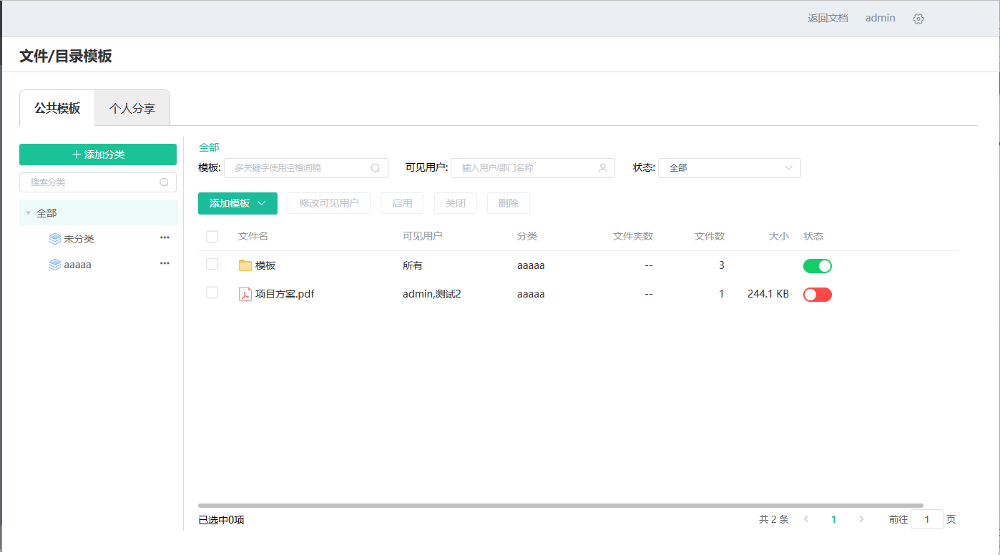 返回文档 admin
文件/目录模板
公共模板 个人分享
添加分类
搜索分类
全部
未分类
aaaaa
全部
模板: 多关键字使用空格间隔 可见用户: 输入用户/部门名称 状态: 全部
添加模板 修改可见用户 启用 关闭 删除
文件名 可见用户 分类 文件夹数 文件数 大小 状态
模板 所有 aaaaa -- 3
项目方案.pdf admin,测试2 aaaaa -- 1 244.1 KB
已选中0项 共 2 条 1 前往 1 页